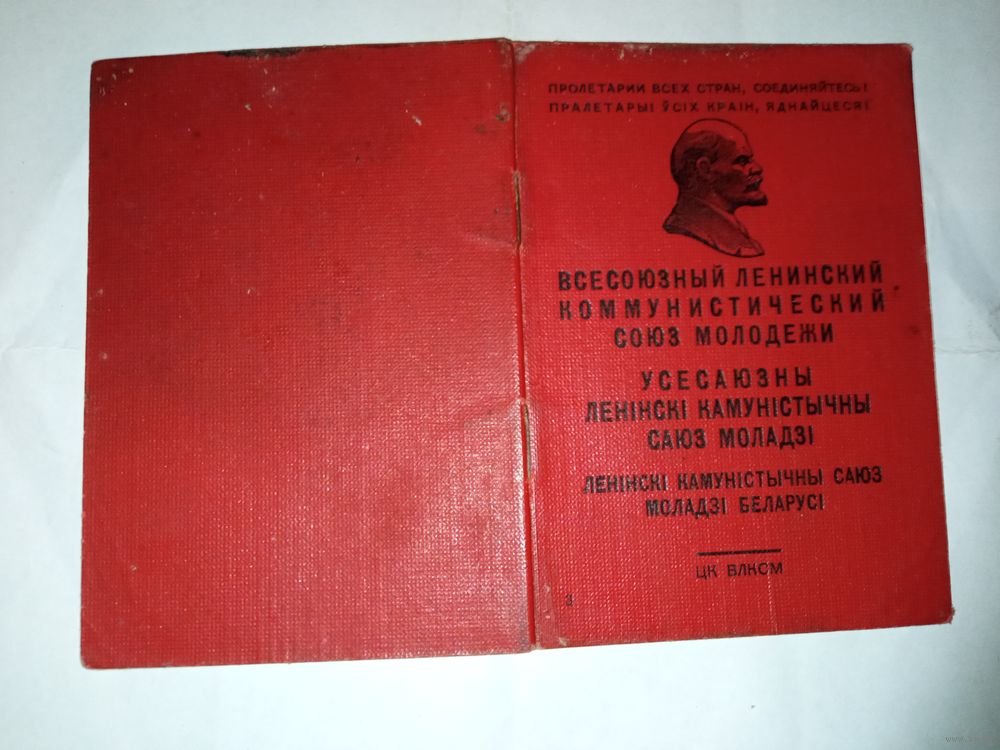 ПРОЛЕТАРИИ ВСЕХ СТРАН, СОЕДИНЯЙТЕСЬ!
ПРАЛЕТАРЫІ ЎСІХ КРАІН, ЯДНАЙЦЕСЯ!
ВСЕСОЮЗНЫЙ ЛЕНИНСКИЙ
КОММУНИСТИЧЕСКИЙ
СОЮЗ МОЛОДЕЖИ
УСЕСАЮЗНЫ
ЛЕНІНСКІ КАМУНІСТЫЧНЫ
САЮЗ МОЛАДЗІ
ЛЕНІНСКІ КАМУНІСТЫЧНЫ САЮЗ
МОЛАДЗІ БЕЛАРУСІ
ЦК ВЛКСМ
3